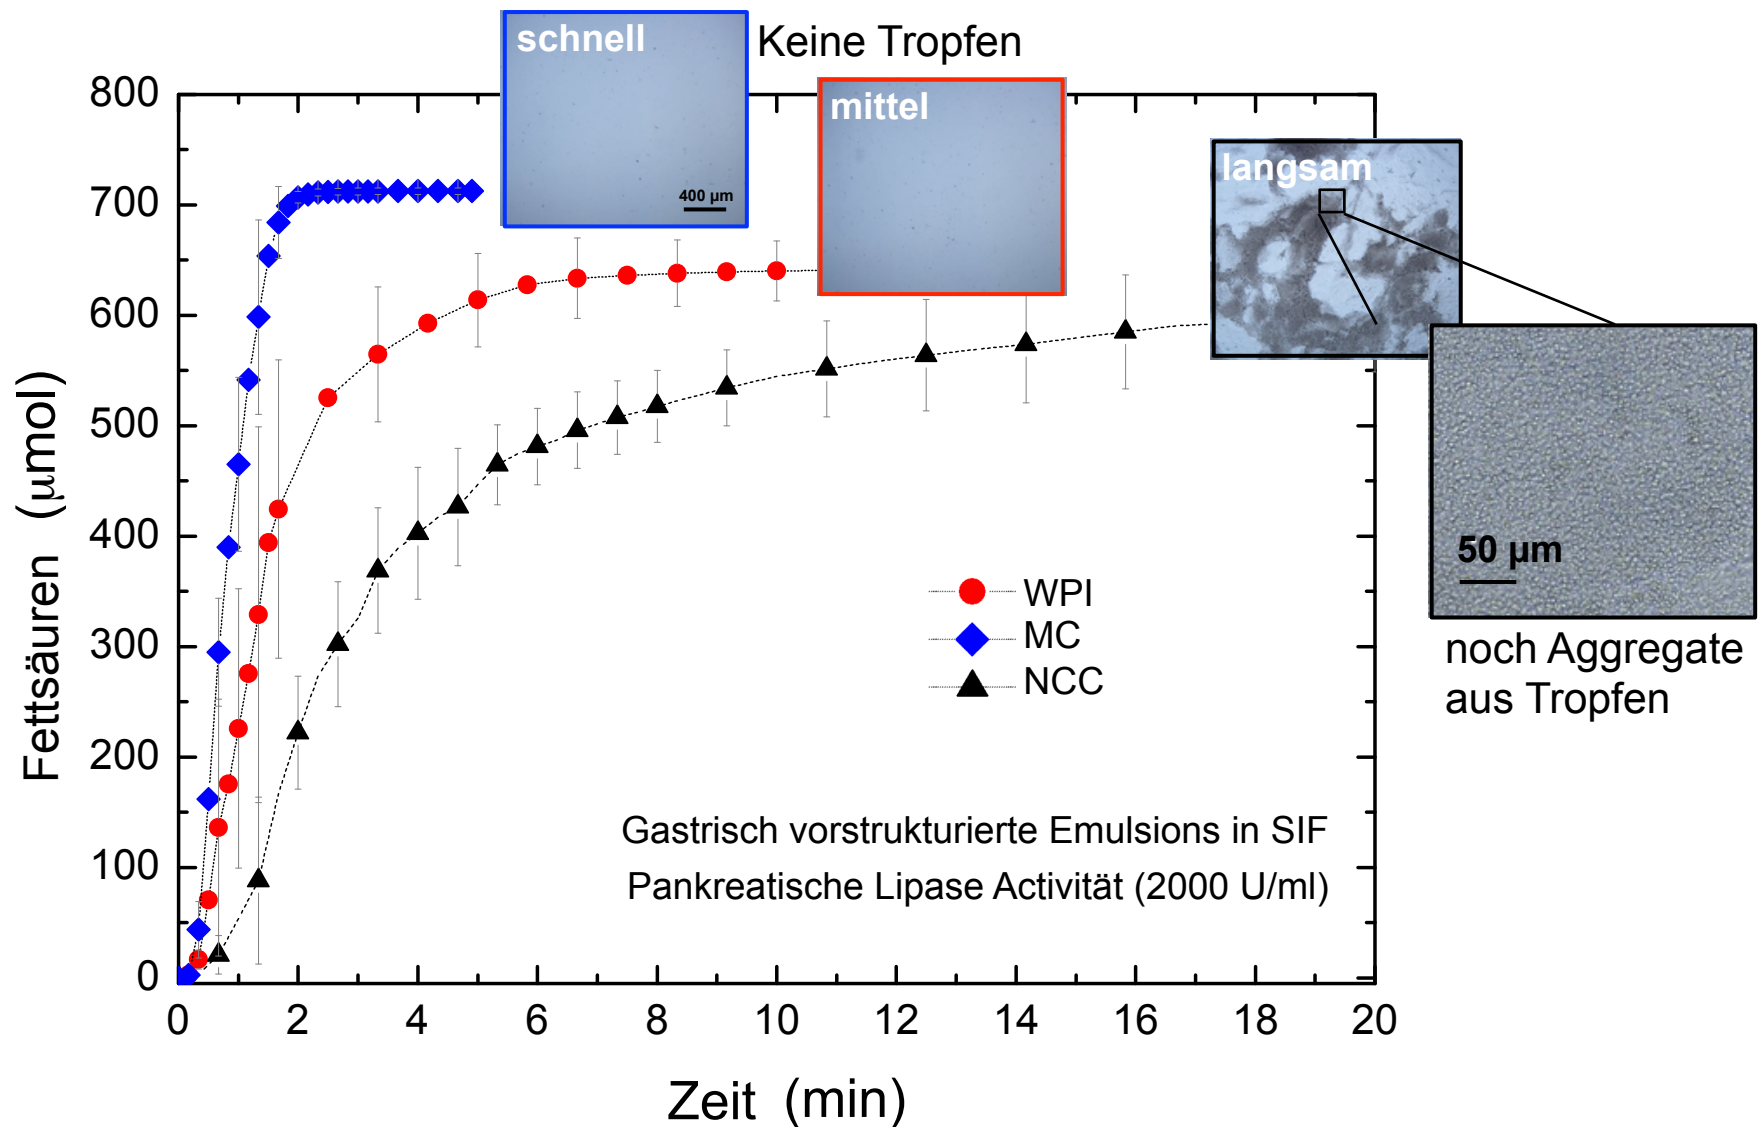 schnell
Keine Tropfen
400 µm
mittel
langsam
50 µm
noch Aggregate
aus Tropfen
800
700
600
500
400
300
200
100
0
Fettsäuren (µmol)
WPI
MC
NCC
Gastrisch vorstrukturierte Emulsions in SIF
Pankreatische Lipase Activität (2000 U/ml)
0 2 4 6 8 10 12 14 16 18 20
Zeit (min)